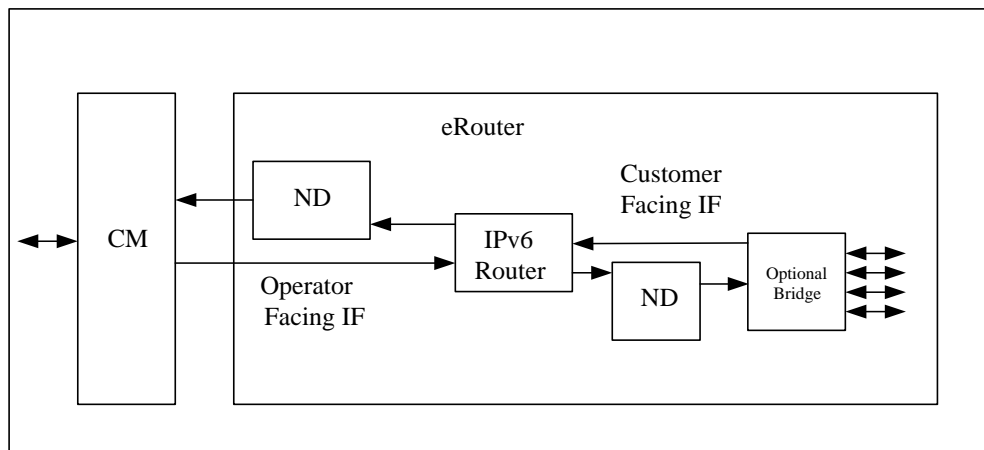 eRouter
CM
ND
Customer
Facing IF
IPv6
Router
Operator
Facing IF
ND
Optional
Bridge